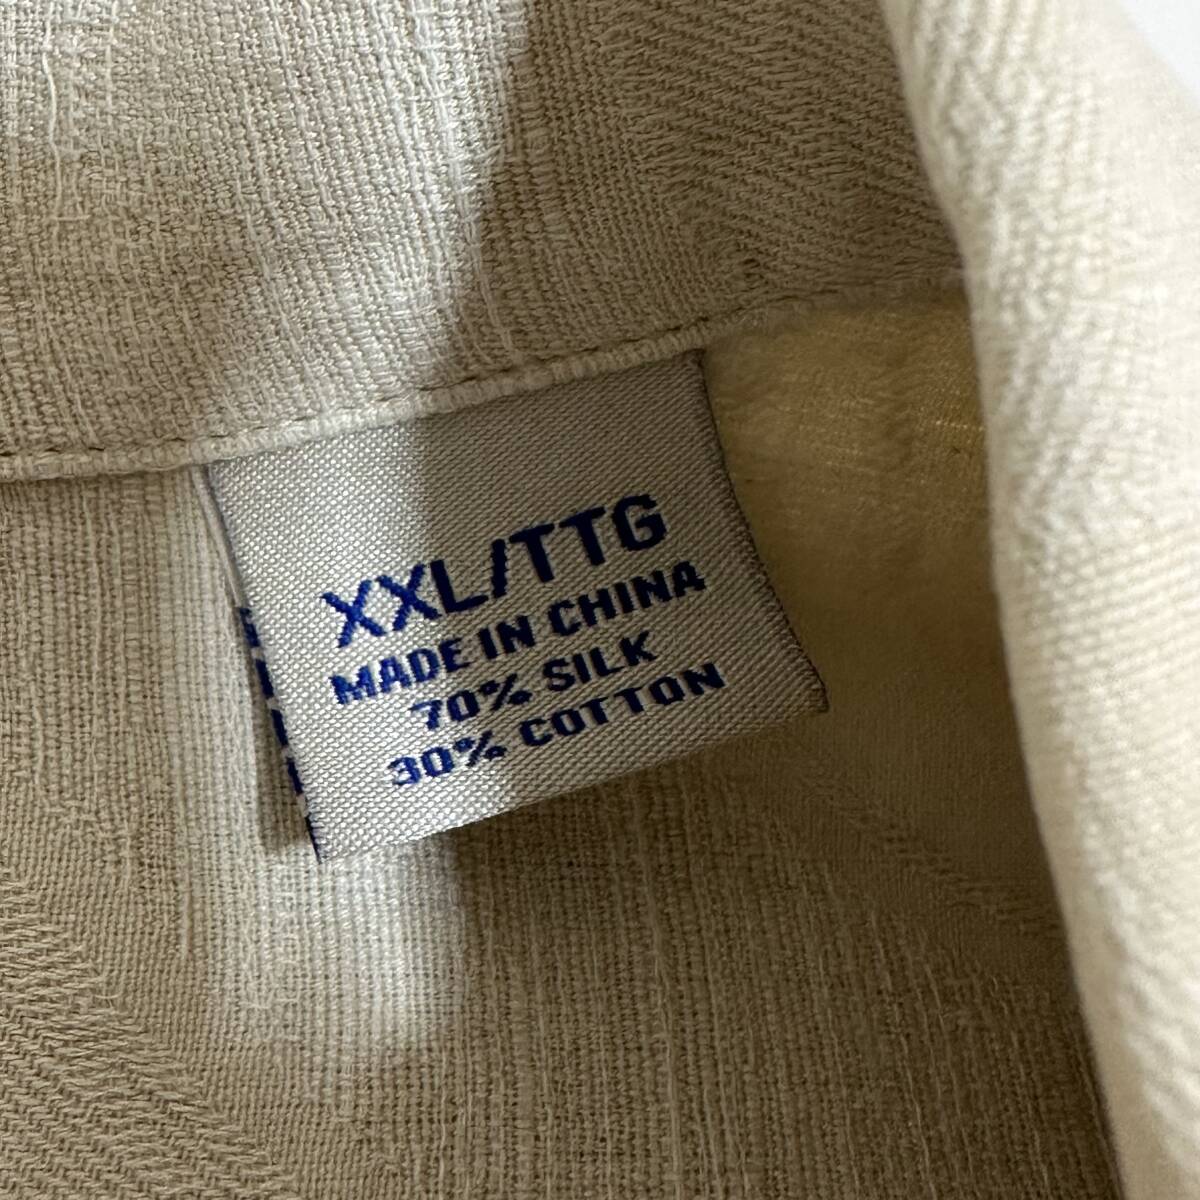 XXL/TTG
MADE IN CHINA
70% SILK
30% COTTON